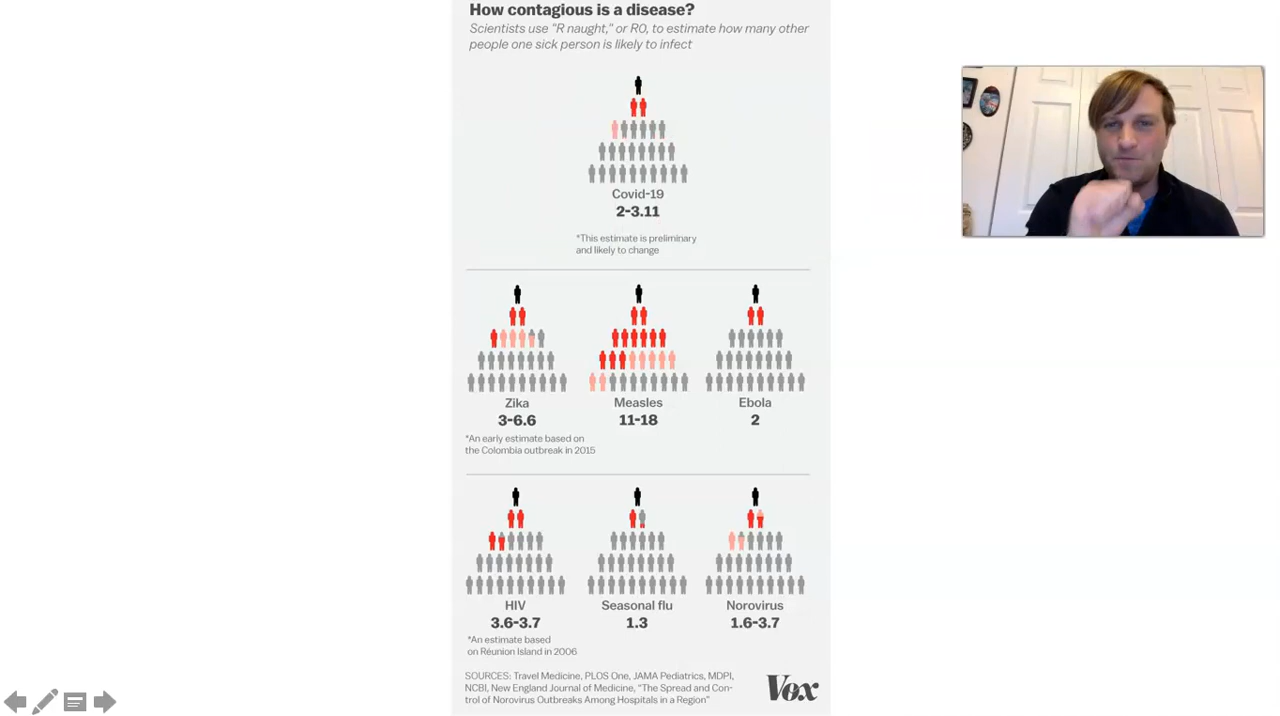 How contagious is a disease?
Scientists use "R naught," or R0, to estimate how many other
people one sick person is likely to infect
Covid-19
2-3.11
*This estimate is preliminary
and likely to change
Zika
3-6.6
*An early estimate based on
the Colombia outbreak in 2015
Measles
11-18
Ebola
2
HIV
3.6-3.7
*An estimate based
on Réunion Island in 2006
Seasonal flu
1.3
Norovirus
1.6-3.7
SOURCES: Travel Medicine, PLOS One, JAMA Pediatrics, MDPI,
NCBI, New England Journal of Medicine, "The Spread and Con-
trol of Norovirus Outbreaks Among Hospitals in a Region"
Vox